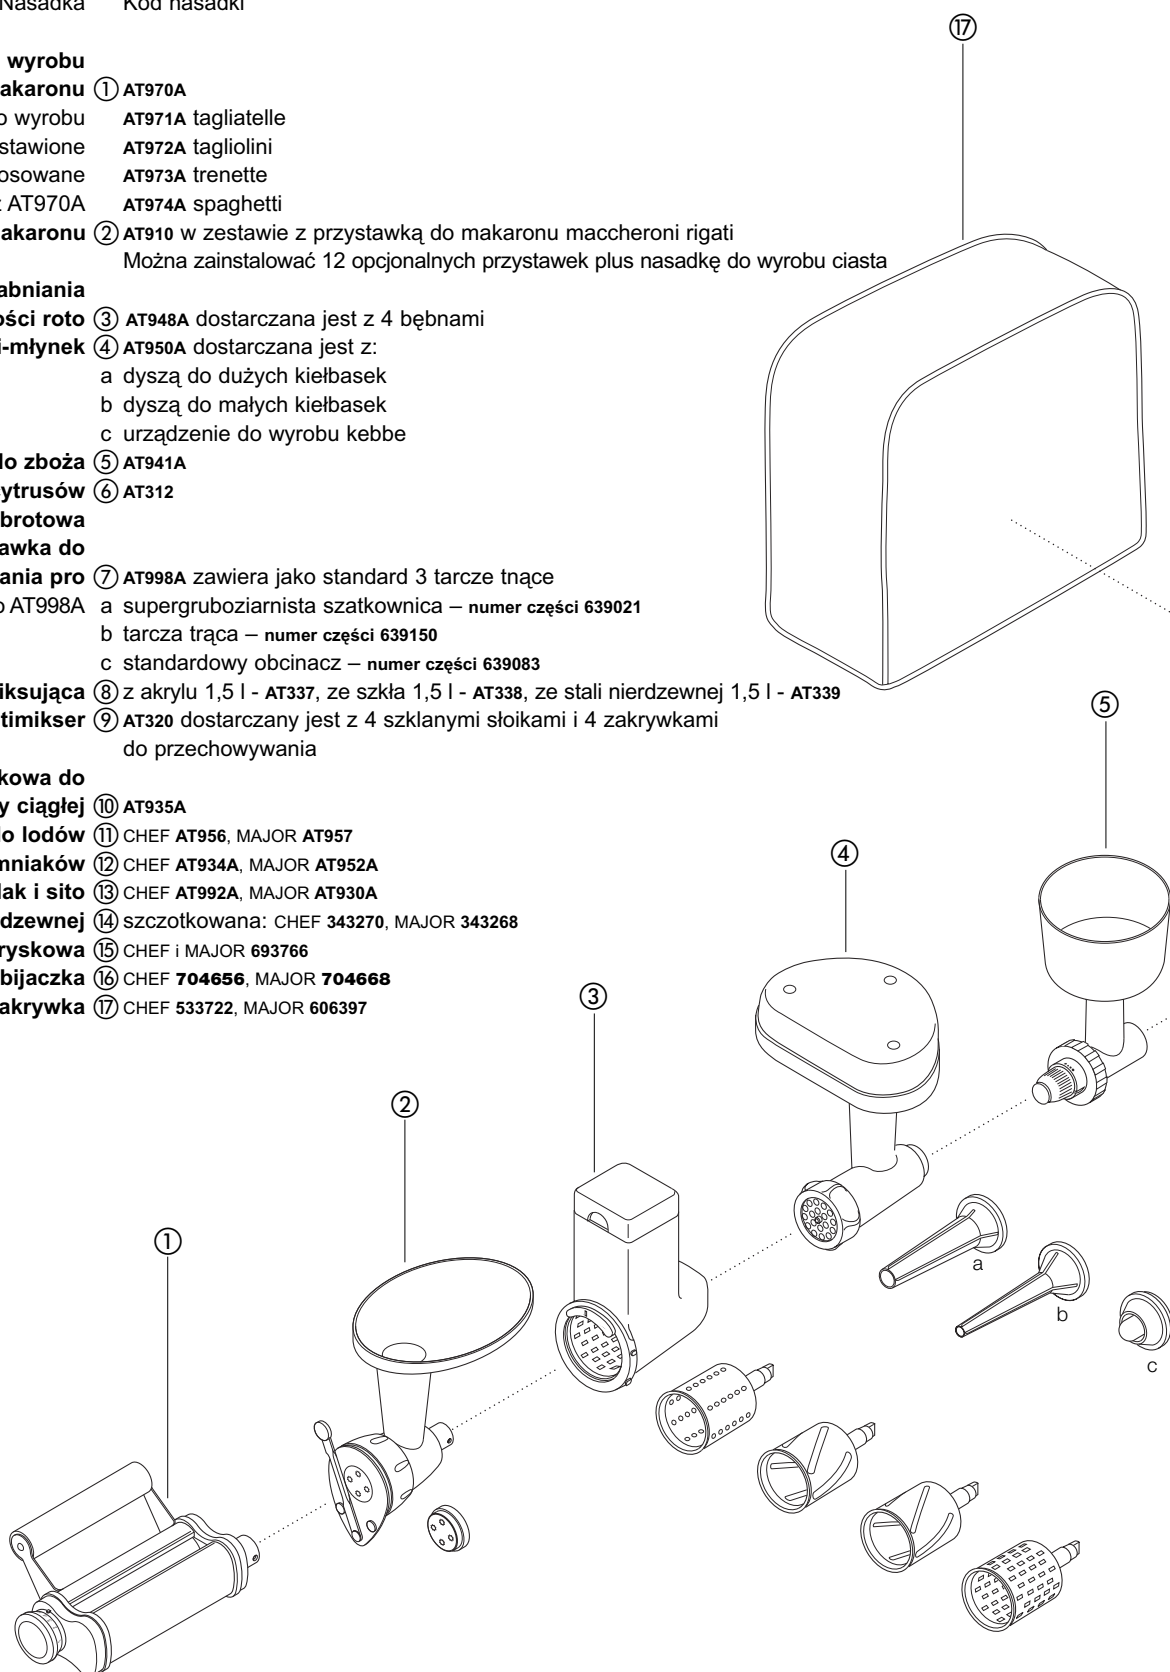 Nasadka Kod nasadki
wyrobu
akaronu ① AT970A
o wyrobu AT971A tagliatelle
stawione AT972A tagliolini
osowane AT973A trenette
z AT970A AT974A spaghetti
akaronu ② AT910 w zestawie z przystawką do makaronu maccheroni rigati
Można zainstalować 12 opcjonalnych przystawek plus nasadkę do wyrobu ciasta
abniania
ości roto ③ AT948A dostarczana jest z 4 bębnami
i-młynek ④ AT950A dostarczana jest z:
a dyszą do dużych kiełbasek
b dyszą do małych kiełbasek
c urządzenie do wyrobu kebbe
do zboża ⑤ AT941A
cytrusów ⑥ AT312
brotowa
awka do
ania pro ⑦ AT998A zawiera jako standard 3 tarcze tnące
o AT998A a supergruboziarnista szatkownica – numer części 639021
b tarcza trąca – numer części 639150
c standardowy obcinacz – numer części 639083
iksująca ⑧ z akrylu 1,5 l - AT337, ze szkła 1,5 l - AT338, ze stali nierdzewnej 1,5 l - AT339
timikser ⑨ AT320 dostarczany jest z 4 szklanymi słoikami i 4 zakrywkami
do przechowywania
kowa do
y ciągłej ⑩ AT935A
do lodów ⑪ CHEF AT956, MAJOR AT957
mniaków ⑫ CHEF AT934A, MAJOR AT952A
lak i sito ⑬ CHEF AT992A, MAJOR AT930A
dzewnej ⑭ szczotkowana: CHEF 343270, MAJOR 343268
ryskowa ⑮ CHEF i MAJOR 693766
bijaczka ⑯ CHEF 704656, MAJOR 704668
akrywka ⑰ CHEF 533722, MAJOR 606397
⑰
⑤
④
③
②
①
a
b
c